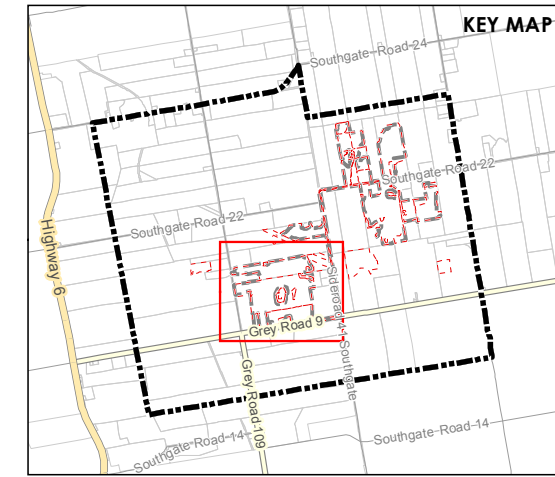 KEY MAP
Southgate Road 24
Southgate Road 22
Southgate Road 22
Highway 6
Sideroad 41 Southgate
Grey Road 9
Grey Road 109
Southgate Road 14
Southgate Road 14